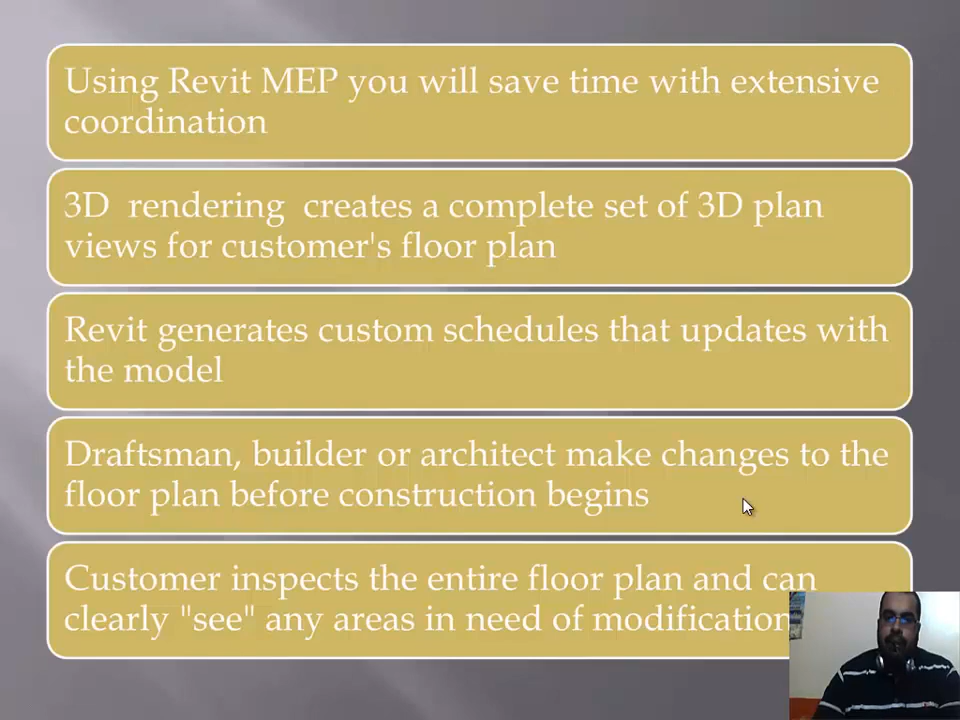 Using Revit MEP you will save time with extensive
coordination
3D rendering creates a complete set of 3D plan
views for customer's floor plan
Revit generates custom schedules that updates with
the model
Draftsman, builder or architect make changes to the
floor plan before construction begins
Customer inspects the entire floor plan and can
clearly "see" any areas in need of modification